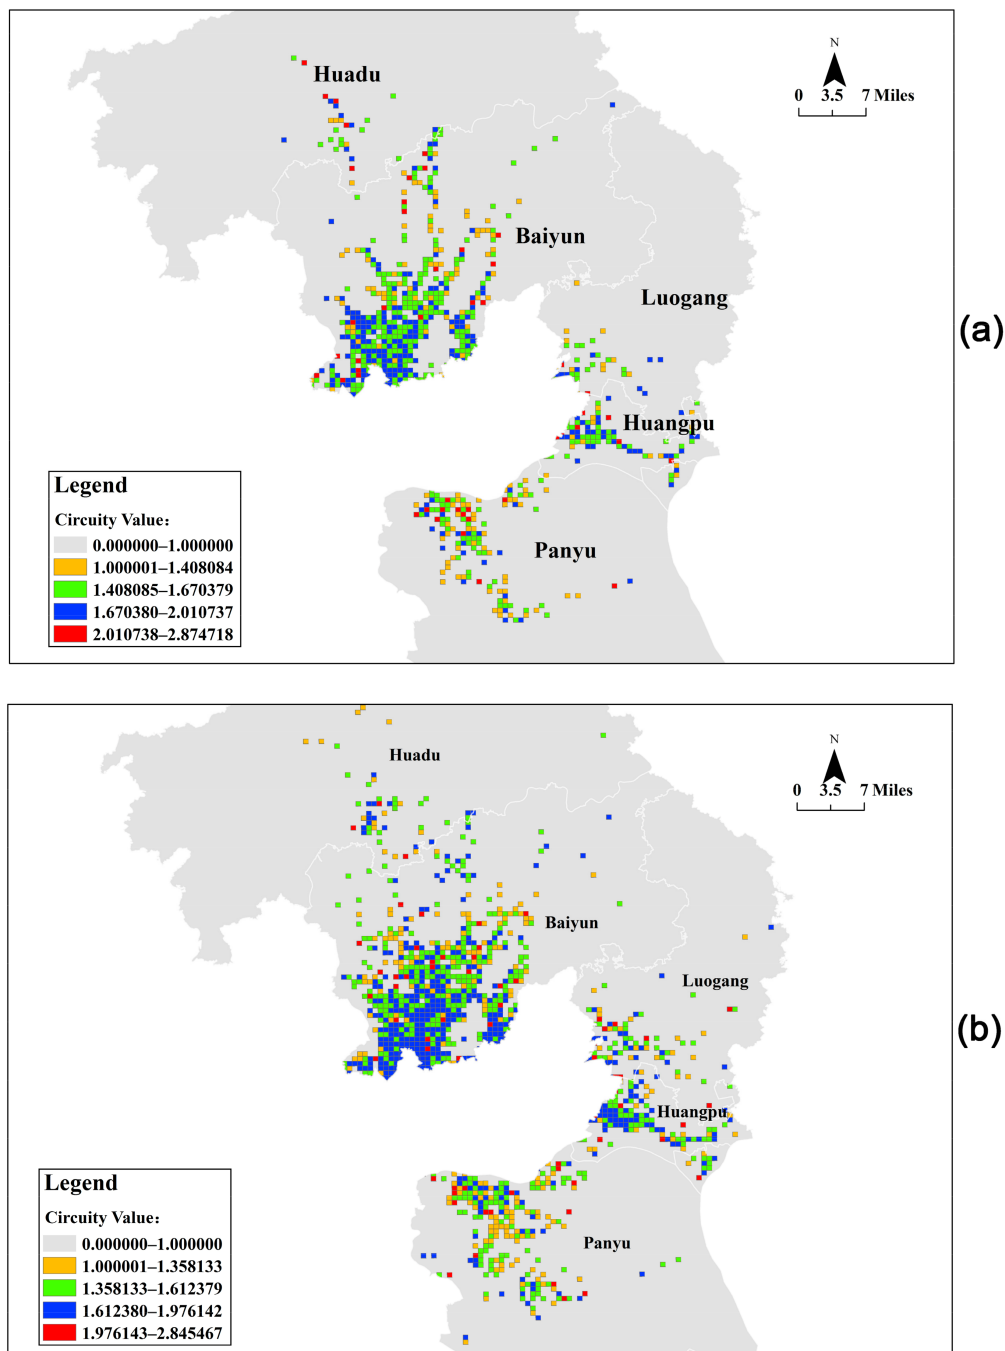 N
0 3.5 7 Miles
Huadu
Baiyun
Luogang
(a)
Huangpu
Panyu
Legend
Circuity Value:
0.000000–1.000000
1.000001–1.408084
1.408085–1.670379
1.670380–2.010737
2.010738–2.874718
N
0 3.5 7 Miles
Huadu
Baiyun
Luogang
(b)
Huangpu
Panyu
Legend
Circuity Value:
0.000000–1.000000
1.000001–1.358133
1.358133–1.612379
1.612380–1.976142
1.976143–2.845467